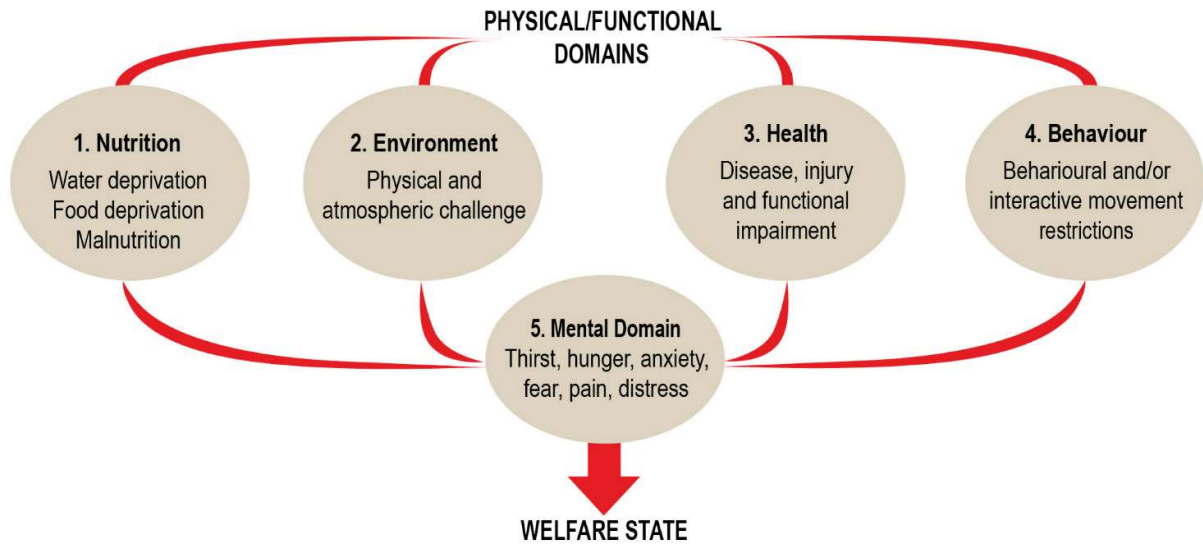 PHYSICAL/FUNCTIONAL
DOMAINS
1. Nutrition
Water deprivation
Food deprivation
Malnutrition
2. Environment
Physical and
atmospheric challenge
3. Health
Disease, injury
and functional
impairment
4. Behaviour
Beharioural and/or
interactive movement
restrictions
5. Mental Domain
Thirst, hunger, anxiety,
fear, pain, distress
WELFARE STATE